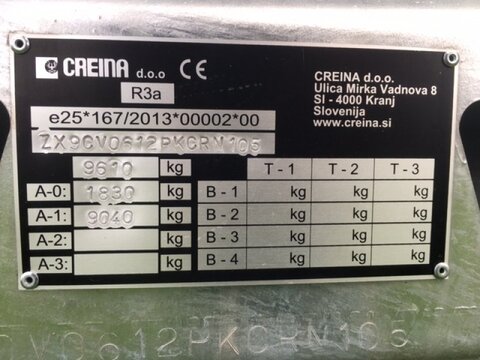 CREINA d.o.o CE
R3a
CREINA d.o.o.
Ulica Mirka Vadnova 8
SI - 4000 Kranj
Slovenija
www.creina.si
e25*167/2013*00002*00
ZX9CV0612PKCRN105
9610 kg
A-0: 1830 kg
A-1: 9040 kg
A-2: kg
A-3: kg
T - 1 T - 2 T - 3
B - 1 kg kg kg
B - 2 kg kg kg
B - 3 kg kg kg
B - 4 kg kg kg
CV0612PKCRN105